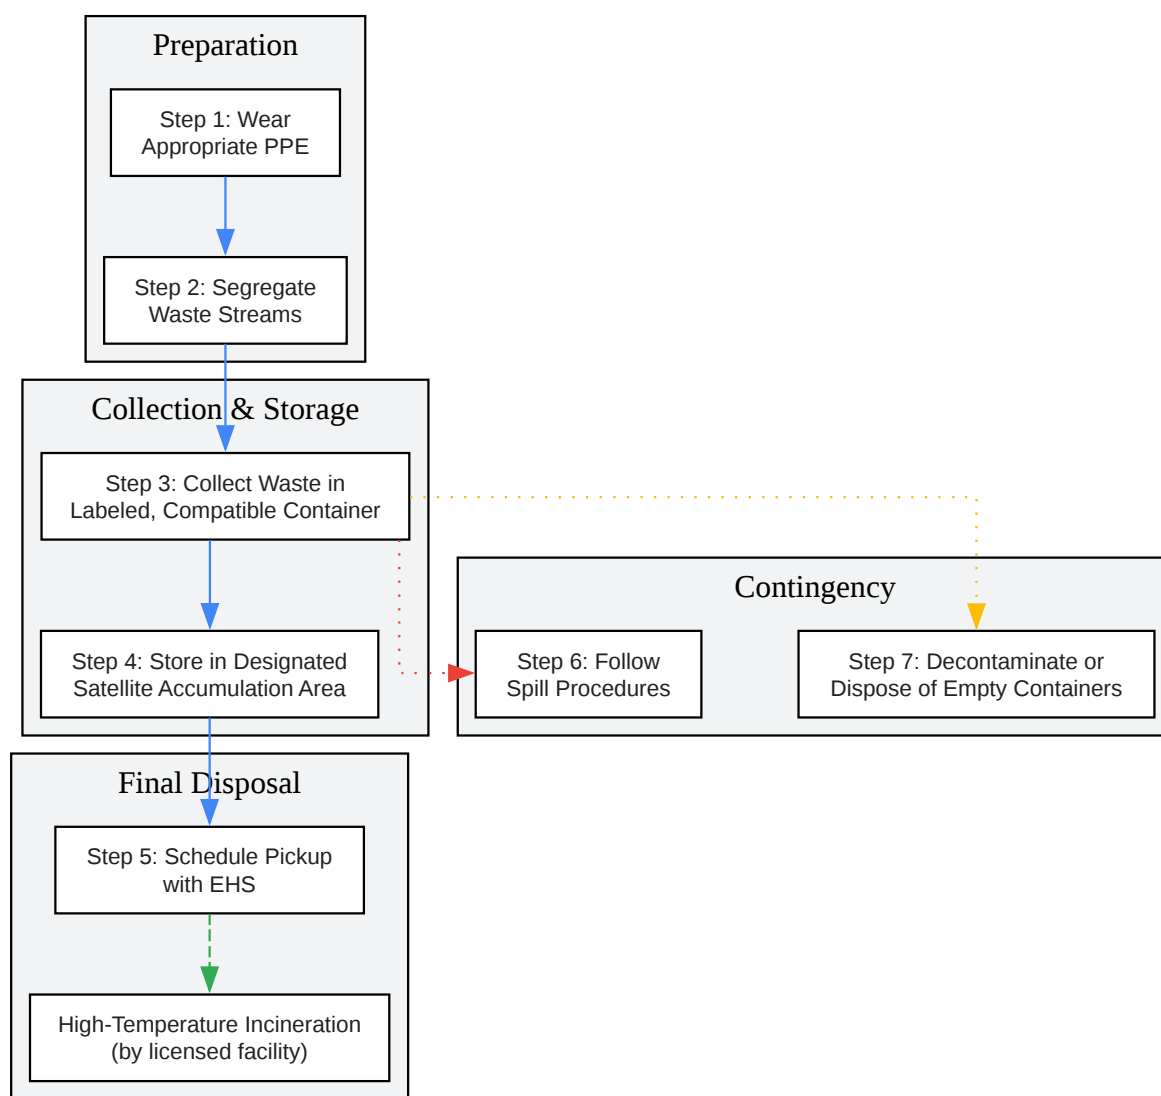 Preparation
Step 1: Wear
Appropriate PPE
Step 2: Segregate
Waste Streams
Collection & Storage
Step 3: Collect Waste in
Labeled, Compatible Container
Step 4: Store in Designated
Satellite Accumulation Area
Contingency
Step 6: Follow
Spill Procedures
Step 7: Decontaminate or
Dispose of Empty Containers
Final Disposal
Step 5: Schedule Pickup
with EHS
High-Temperature Incineration
(by licensed facility)